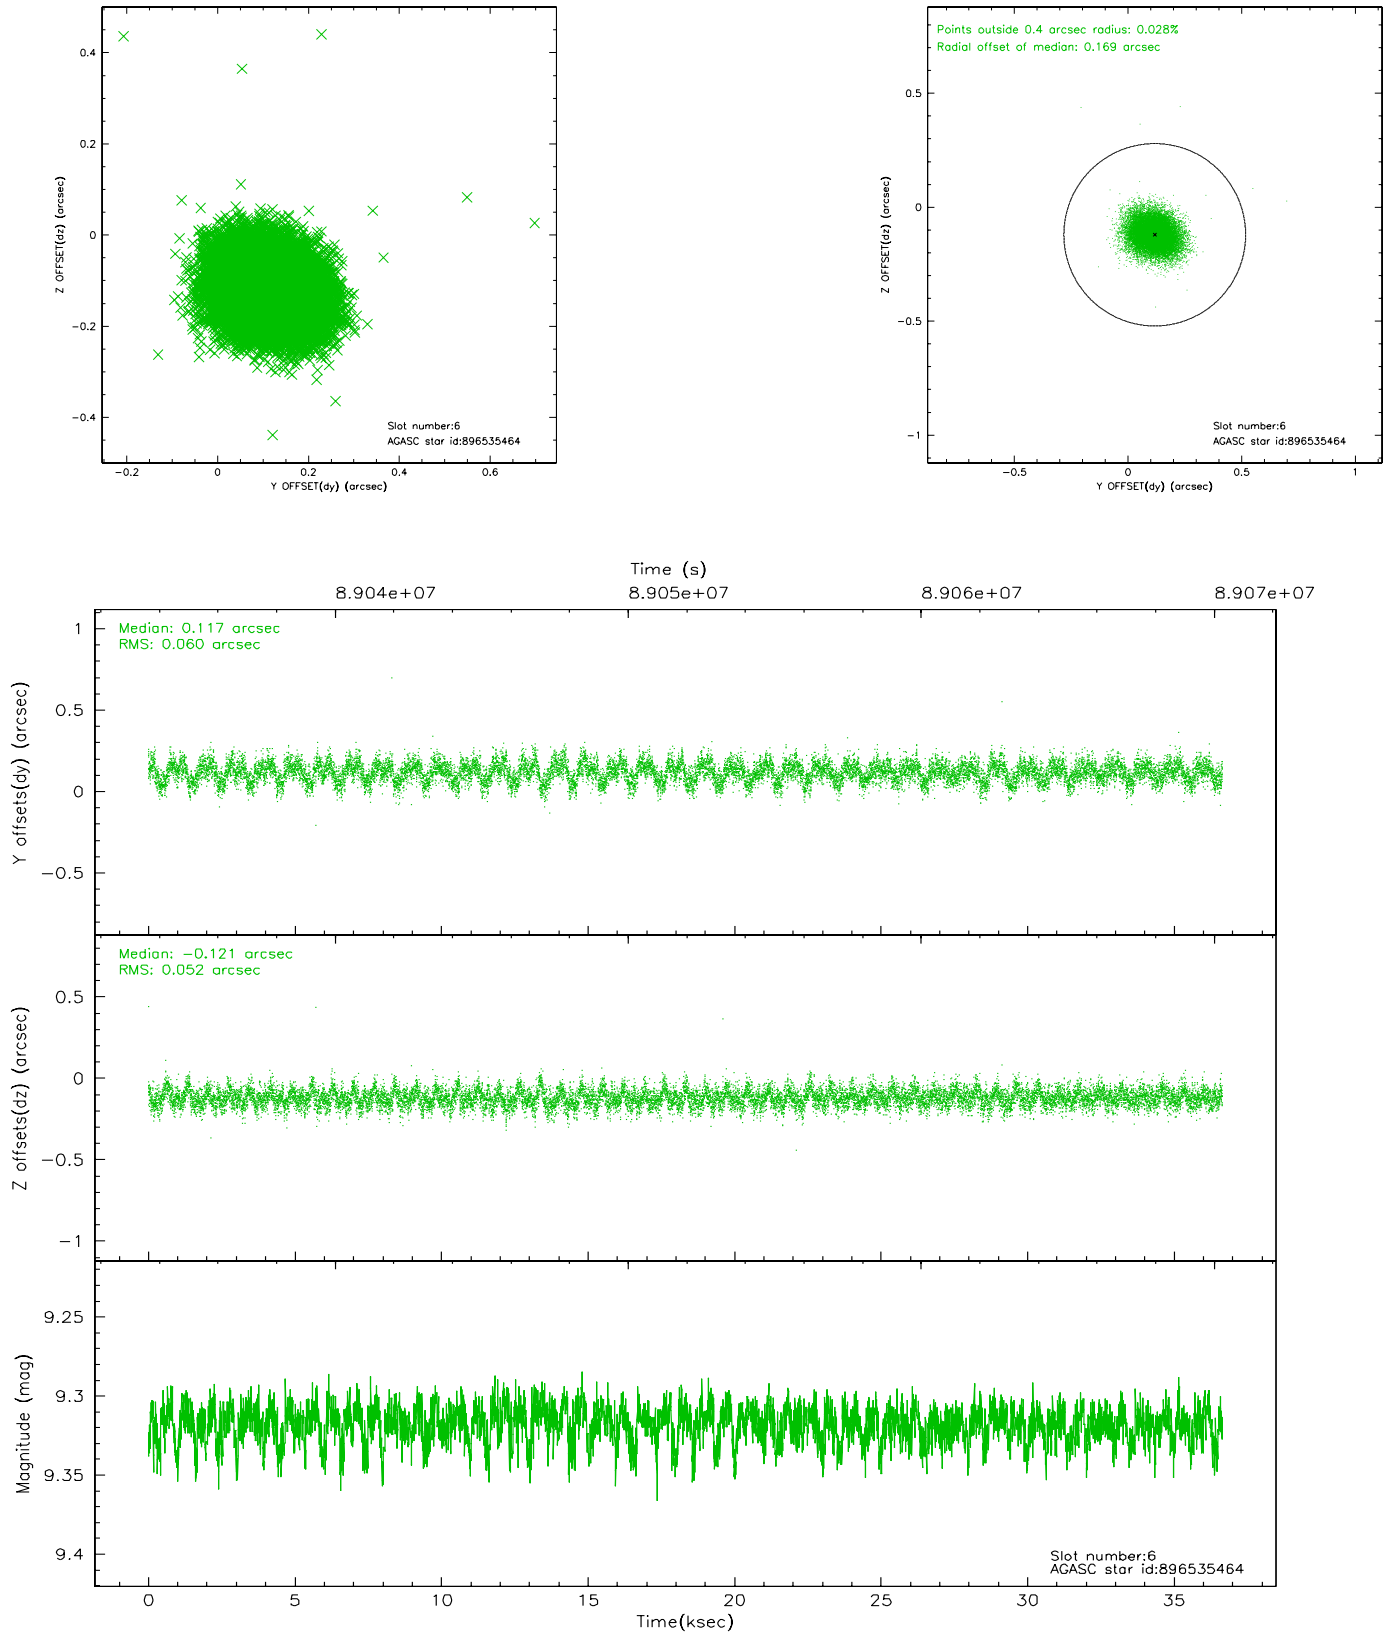 0.4
0.2
0
−0.2
−0.4
Z OFFSET(dz) (arcsec)
Slot number:6
AGASC star id:896535464
−0.2 0 0.2 0.4 0.6
Y OFFSET(dy) (arcsec)
Points outside 0.4 arcsec radius: 0.028%
Radial offset of median: 0.169 arcsec
0.5
0
−0.5
−1
Z OFFSET(dz) (arcsec)
Slot number:6
AGASC star id:896535464
−0.5 0 0.5 1
Y OFFSET(dy) (arcsec)
Time (s)
8.904e+07 8.905e+07 8.906e+07 8.907e+07
Median: 0.117 arcsec
RMS: 0.060 arcsec
1
0.5
0
−0.5
Y offsets(dy) (arcsec)
Median: −0.121 arcsec
RMS: 0.052 arcsec
0.5
0
−0.5
−1
Z offsets(dz) (arcsec)
9.25
9.3
9.35
9.4
Magnitude (mag)
Slot number:6
AGASC star id:896535464
0 5 10 15 20 25 30 35
Time(ksec)